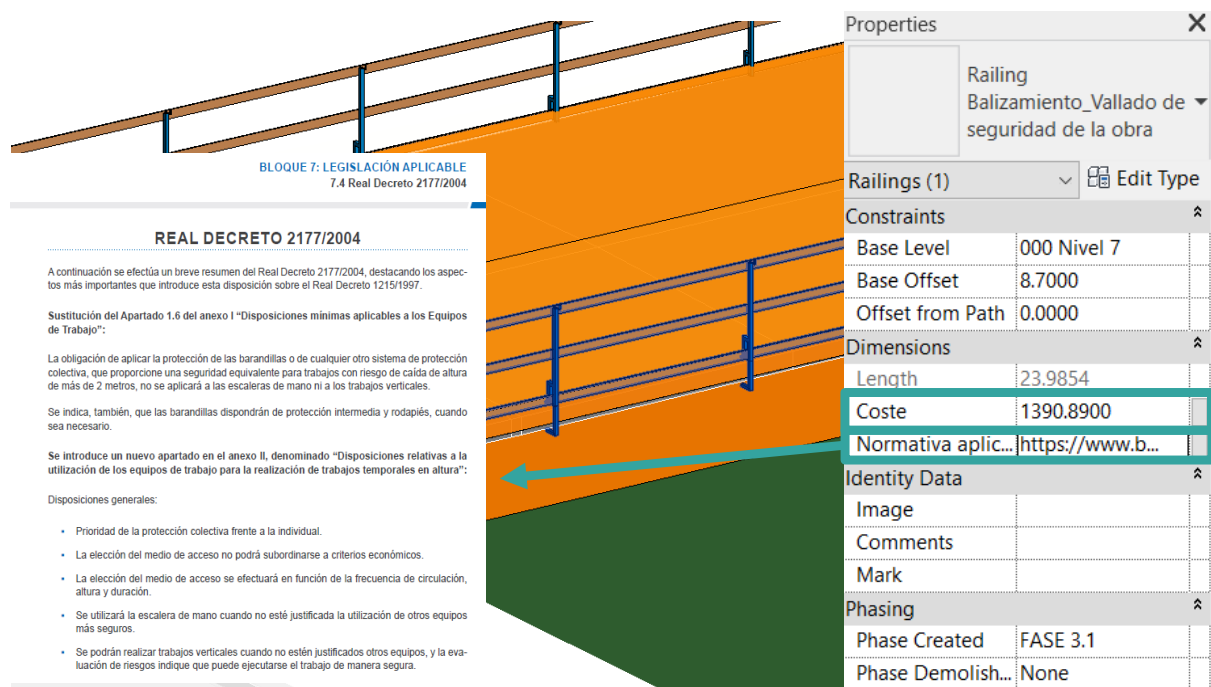 BLOQUE 7: LEGISLACIÓN APLICABLE
7.4 Real Decreto 2177/2004
REAL DECRETO 2177/2004
A continuación se efectúa un breve resumen del Real Decreto 2177/2004, destacando los aspec-
tos más importantes que introduce esta disposición sobre el Real Decreto 1215/1997.
Sustitución del Apartado 1.6 del anexo I “Disposiciones mínimas aplicables a los Equipos
de Trabajo”:
La obligación de aplicar la protección de las barandillas o de cualquier otro sistema de protección
colectiva, que proporcione una seguridad equivalente para trabajos con riesgo de caída de altura
de más de 2 metros, no se aplicará a las escaleras de mano ni a los trabajos verticales.
Se indica, también, que las barandillas dispondrán de protección intermedia y rodapiés, cuando
sea necesario.
Se introduce un nuevo apartado en el anexo II, denominado “Disposiciones relativas a la
utilización de los equipos de trabajo para la realización de trabajos temporales en altura”:
Disposiciones generales:
• Prioridad de la protección colectiva frente a la individual.
• La elección del medio de acceso no podrá subordinarse a criterios económicos.
• La elección del medio de acceso se efectuará en función de la frecuencia de circulación,
altura y duración.
• Se utilizará la escalera de mano cuando no esté justificada la utilización de otros equipos
más seguros.
• Se podrán realizar trabajos verticales cuando no estén justificados otros equipos, y la eva-
luación de riesgos indique que puede ejecutarse el trabajo de manera segura.
Properties X
Railing
Balizamiento_Vallado de
seguridad de la obra
Railings (1) Edit Type
Constraints
Base Level 000 Nivel 7
Base Offset 8.7000
Offset from Path 0.0000
Dimensions
Length 23.9854
Coste 1390.8900
Normativa aplic... https://www.b...
Identity Data
Image
Comments
Mark
Phasing
Phase Created FASE 3.1
Phase Demolish... None